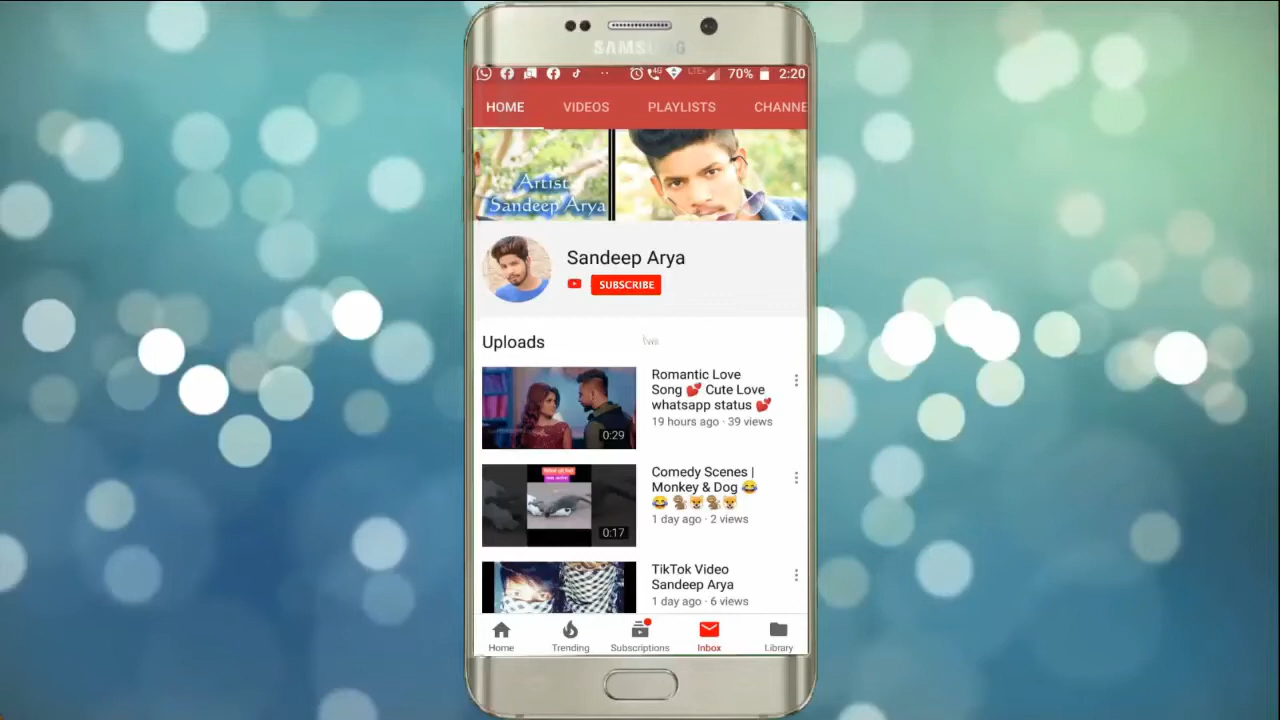 SAMSUNG
LTE+ 70% 2:20
HOME VIDEOS PLAYLISTS CHANNE
Artist
Sandeep Arya
Sandeep Arya
SUBSCRIBE
Uploads
Romantic Love
Song 💕 Cute Love
whatsapp status 💕
19 hours ago · 39 views
0:29
Comedy Scenes |
Monkey & Dog 😂
😂🐒🐶🐒🐶
1 day ago · 2 views
0:17
TikTok Video
Sandeep Arya
1 day ago · 6 views
Home Trending Subscriptions Inbox Library